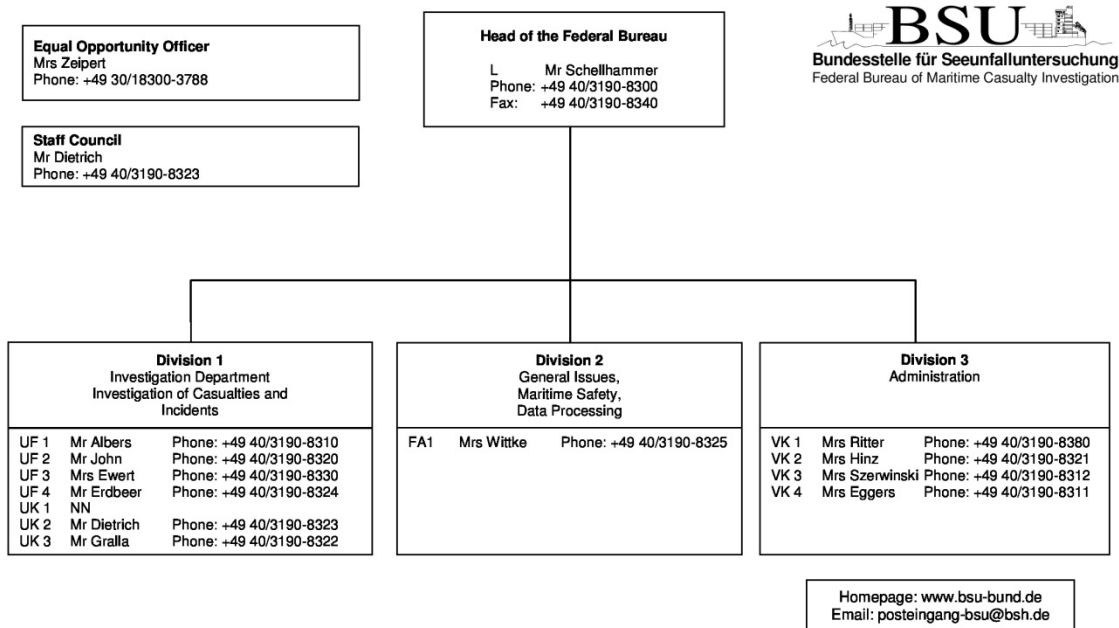 Equal Opportunity Officer
Mrs Zeipert
Phone: +49 30/18300-3788
Staff Council
Mr Dietrich
Phone: +49 40/3190-8323
Head of the Federal Bureau
L Mr Schellhammer
Phone: +49 40/3190-8300
Fax: +49 40/3190-8340
BSU
Bundesstelle für Seeunfalluntersuchung
Federal Bureau of Maritime Casualty Investigation
Division 1
Investigation Department
Investigation of Casualties and
Incidents
UF 1 Mr Albers Phone: +49 40/3190-8310
UF 2 Mr John Phone: +49 40/3190-8320
UF 3 Mrs Ewert Phone: +49 40/3190-8330
UF 4 Mr Erdbeer Phone: +49 40/3190-8324
UK 1 NN
UK 2 Mr Dietrich Phone: +49 40/3190-8323
UK 3 Mr Gralla Phone: +49 40/3190-8322
Division 2
General Issues,
Maritime Safety,
Data Processing
FA1 Mrs Wittke Phone: +49 40/3190-8325
Division 3
Administration
VK 1 Mrs Ritter Phone: +49 40/3190-8380
VK 2 Mrs Hinz Phone: +49 40/3190-8321
VK 3 Mrs Szerwinski Phone: +49 40/3190-8312
VK 4 Mrs Eggers Phone: +49 40/3190-8311
Homepage: www.bsu-bund.de
Email: posteingang-bsu@bsh.de